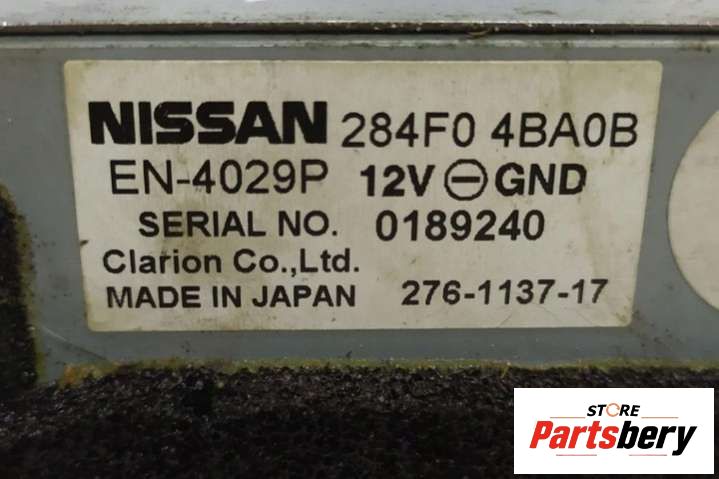 NISSAN 284F0 4BA0B
EN-4029P 12V ⊖ GND
SERIAL NO. 0189240
Clarion Co.,Ltd.
MADE IN JAPAN 276-1137-17
STORE
Partsbery